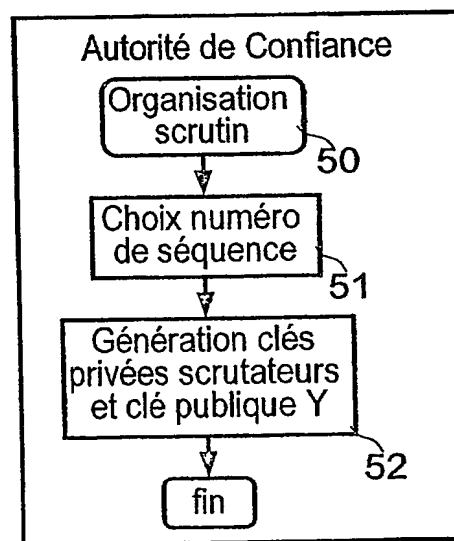 Autorité de Confiance
Organisation
scrutin
50
Choix numéro
de séquence
51
Génération clés
privées scrutateurs
et clé publique Y
52
fin